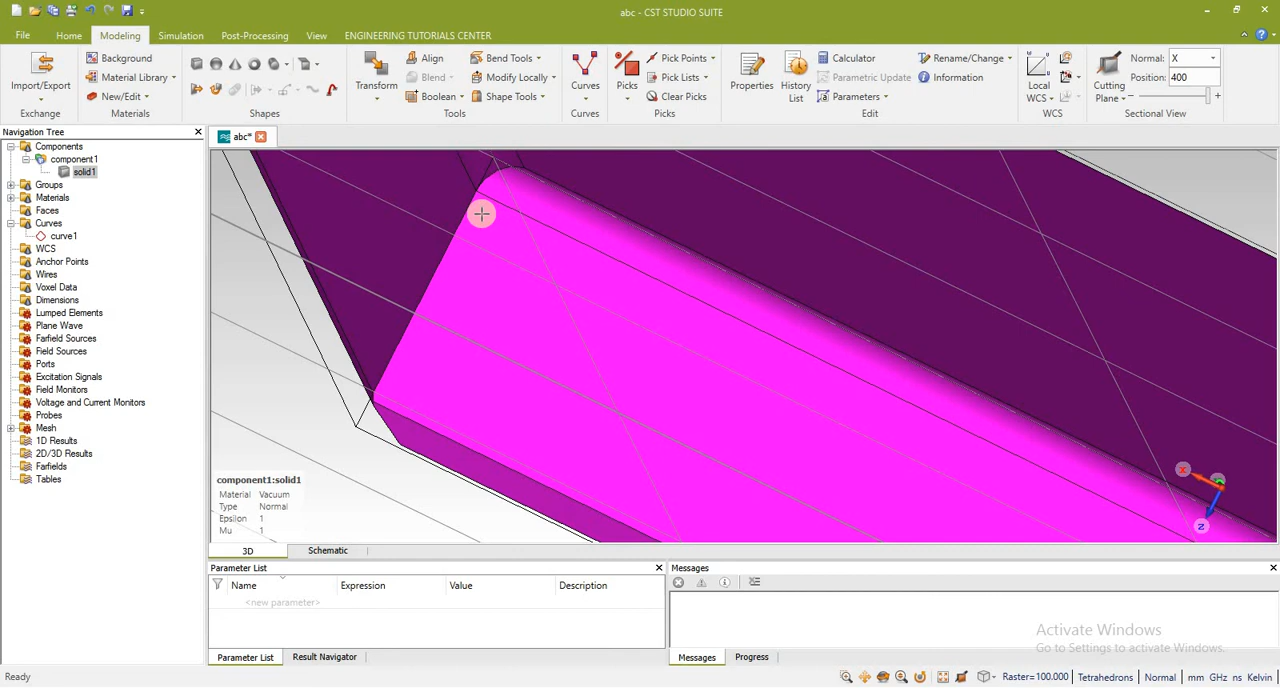 abc - CST STUDIO SUITE
File Home Modeling Simulation Post-Processing View ENGINEERING TUTORIALS CENTER
Import/Export
Exchange
Background
Material Library
New/Edit
Materials
Shapes
Transform
Align
Blend
Boolean
Bend Tools
Modify Locally
Shape Tools
Tools
Curves
Curves
Picks
Pick Points
Pick Lists
Clear Picks
Picks
Properties
History
List
Calculator
Parametric Update
Parameters
Rename/Change
Information
Edit
Local
WCS
WCS
Cutting
Plane
Normal: X
Position: 400
Sectional View
Navigation Tree
Components
component1
solid1
Groups
Materials
Faces
Curves
curve1
WCS
Anchor Points
Wires
Voxel Data
Dimensions
Lumped Elements
Plane Wave
Farfield Sources
Field Sources
Ports
Excitation Signals
Field Monitors
Voltage and Current Monitors
Probes
Mesh
1D Results
2D/3D Results
Farfields
Tables
abc*
component1:solid1
Material Vacuum
Type Normal
Epsilon 1
Mu 1
x
z
3D Schematic
Parameter List
Name Expression Value Description
<new parameter>
Parameter List Result Navigator
Messages
Messages Progress
Activate Windows
Go to Settings to activate Windows.
Ready
Raster=100.000 Tetrahedrons Normal mm GHz ns Kelvin